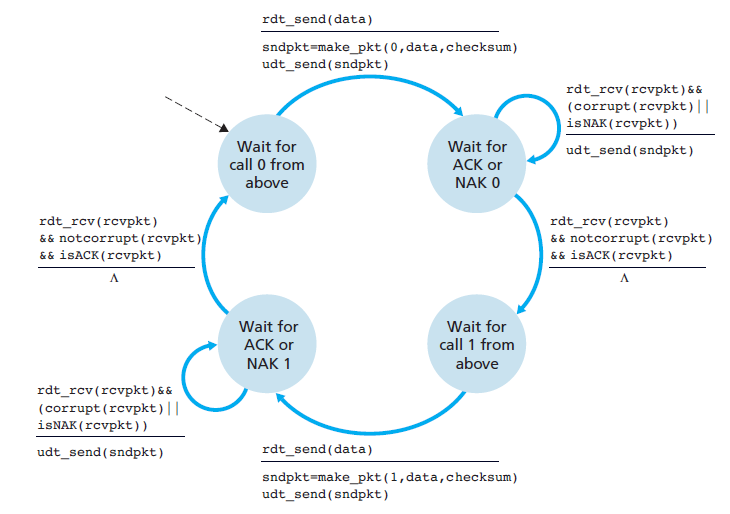 rdt_send(data)
sndpkt=make_pkt(0,data,checksum)
udt_send(sndpkt)
rdt_rcv(rcvpkt)&&
(corrupt(rcvpkt)||
isNAK(rcvpkt))
udt_send(sndpkt)
Wait for
call 0 from
above
Wait for
ACK or
NAK 0
rdt_rcv(rcvpkt)
&& notcorrupt(rcvpkt)
&& isACK(rcvpkt)
Λ
rdt_rcv(rcvpkt)
&& notcorrupt(rcvpkt)
&& isACK(rcvpkt)
Λ
Wait for
ACK or
NAK 1
Wait for
call 1 from
above
rdt_rcv(rcvpkt)&&
(corrupt(rcvpkt)||
isNAK(rcvpkt))
udt_send(sndpkt)
rdt_send(data)
sndpkt=make_pkt(1,data,checksum)
udt_send(sndpkt)